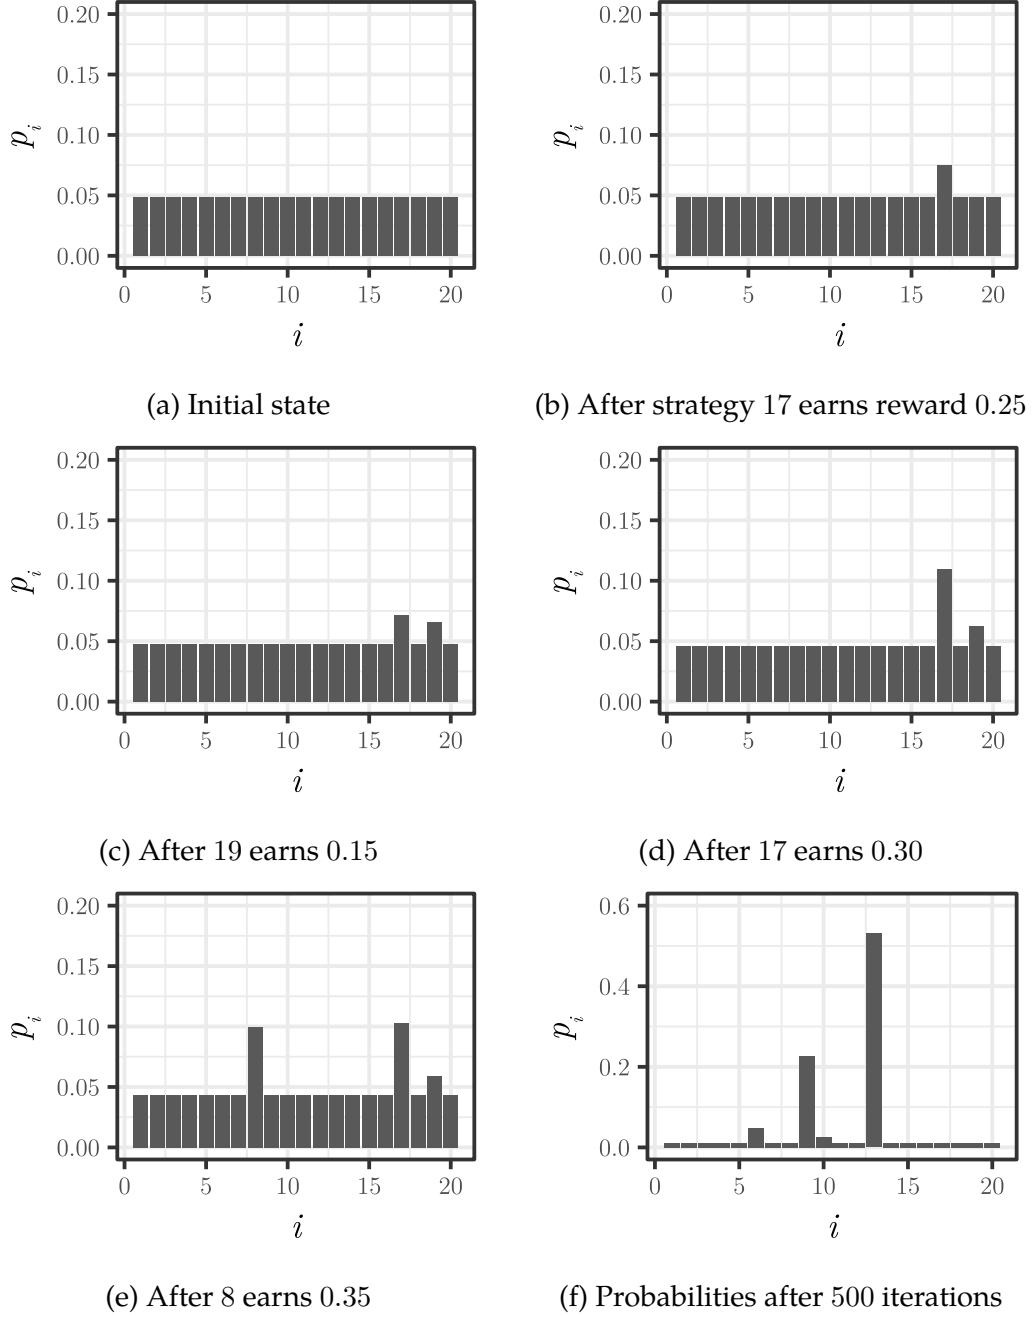 0.20
0.15
0.10
0.05
0.00
p_i
0 5 10 15 20
i
(a) Initial state
0.20
0.15
0.10
0.05
0.00
p_i
0 5 10 15 20
i
(b) After strategy 17 earns reward 0.25
0.20
0.15
0.10
0.05
0.00
p_i
0 5 10 15 20
i
(c) After 19 earns 0.15
0.20
0.15
0.10
0.05
0.00
p_i
0 5 10 15 20
i
(d) After 17 earns 0.30
0.20
0.15
0.10
0.05
0.00
p_i
0 5 10 15 20
i
(e) After 8 earns 0.35
0.6
0.4
0.2
0.0
p_i
0 5 10 15 20
i
(f) Probabilities after 500 iterations